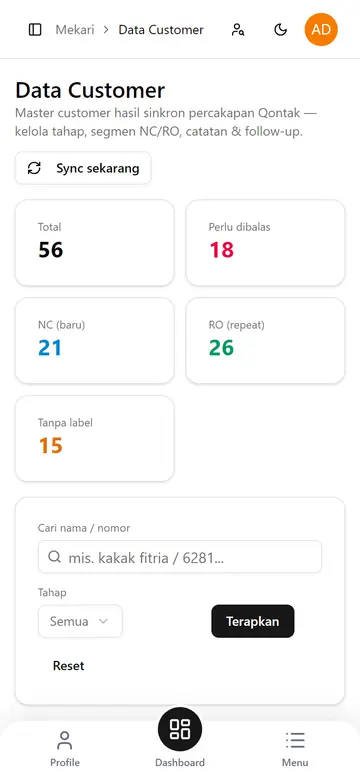 Mekari > Data Customer
AD
Data Customer
Master customer hasil sinkron percakapan Qontak —
kelola tahap, segmen NC/RO, catatan & follow-up.
Sync sekarang
Total
56
Perlu dibalas
18
NC (baru)
21
RO (repeat)
26
Tanpa label
15
Cari nama / nomor
mis. kakak fitria / 6281...
Tahap
Semua
Terapkan
Reset
Profile
Dashboard
Menu